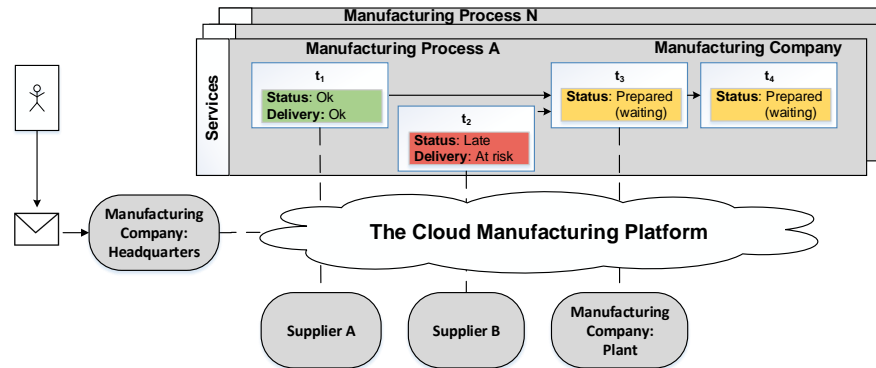 Manufacturing Process N
Manufacturing Process A
Manufacturing Company
Services
t1
Status: Ok
Delivery: Ok
t2
Status: Late
Delivery: At risk
t3
Status: Prepared
(waiting)
t4
Status: Prepared
(waiting)
Manufacturing
Company:
Headquarters
The Cloud Manufacturing Platform
Supplier A
Supplier B
Manufacturing
Company:
Plant